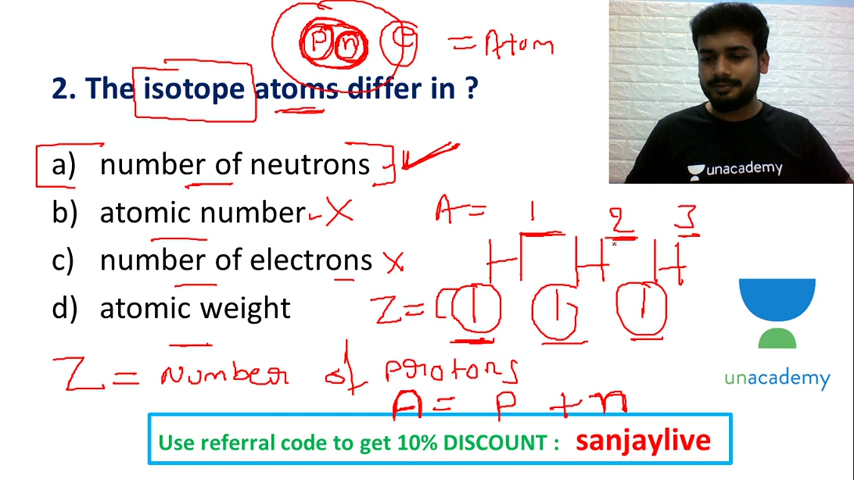 P n e = Atom
2. The isotope atoms differ in ?
a) number of neutrons
b) atomic number
c) number of electrons
d) atomic weight
A = 1 2 3
H H H
Z = 1 1 1
Z = Number of protons
A = P + n
Use referral code to get 10% DISCOUNT : sanjaylive
unacademy
unacademy